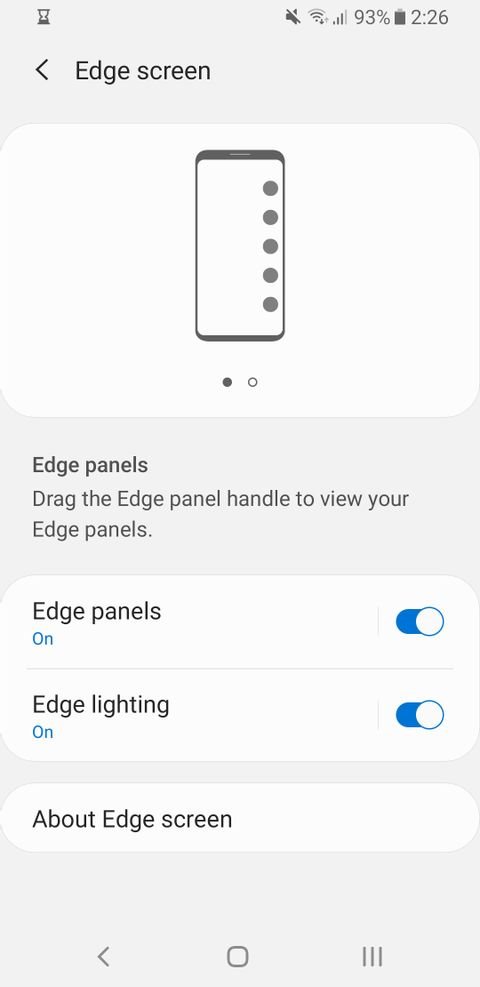 93% 2:26
Edge screen
Edge panels
Drag the Edge panel handle to view your
Edge panels.
Edge panels
On
Edge lighting
On
About Edge screen